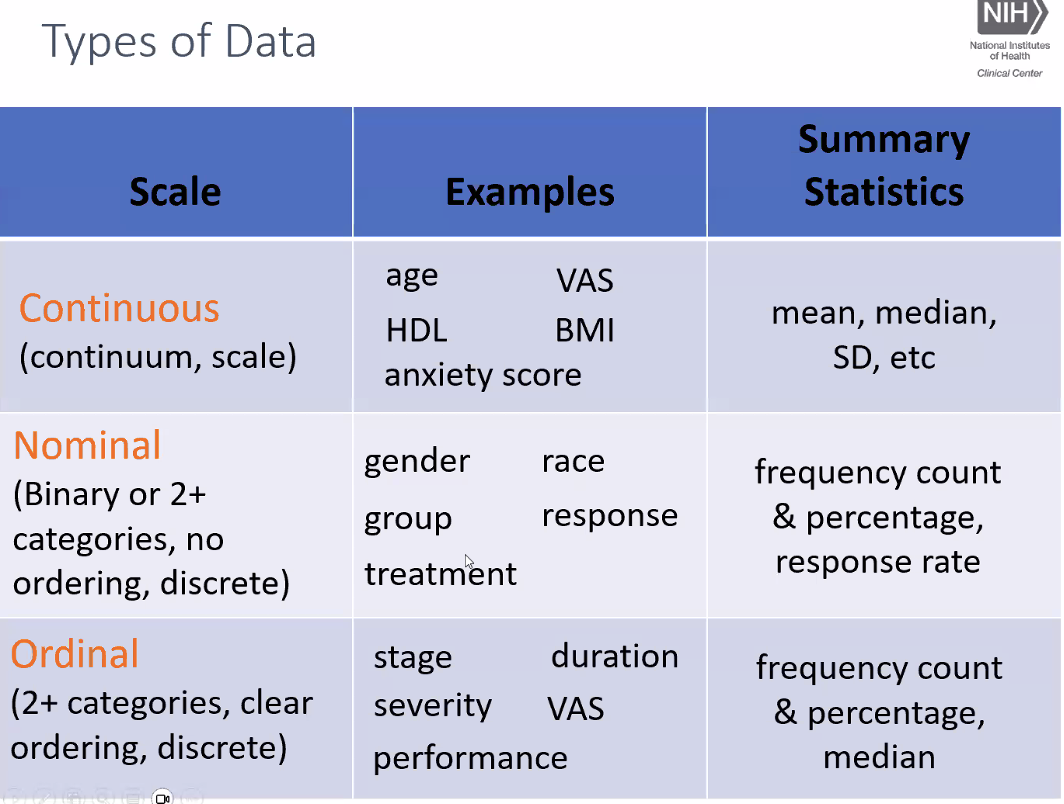 Types of Data
NIH
National Institutes
of Health
Clinical Center
Scale
Examples
Summary
Statistics
Continuous
(continuum, scale)
age VAS
HDL BMI
anxiety score
mean, median,
SD, etc
Nominal
(Binary or 2+
categories, no
ordering, discrete)
gender race
group response
treatment
frequency count
& percentage,
response rate
Ordinal
(2+ categories, clear
ordering, discrete)
stage duration
severity VAS
performance
frequency count
& percentage,
median